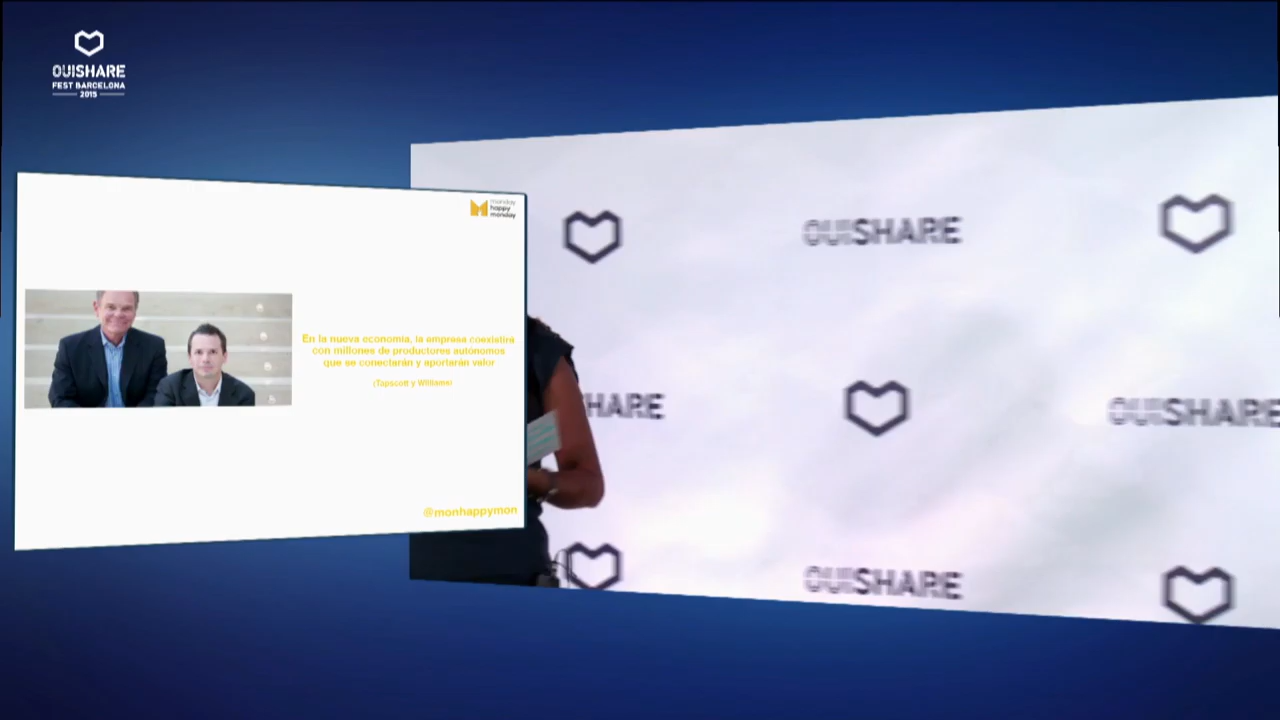 OUISHARE
FEST BARCELONA
2015
monday
happy
monday
En la nueva economía, la empresa coexistirá
con millones de productores autónomos
que se conectarán y aportarán valor
(Tapscott y Williams)
@monhappymon
OUISHARE
HARE
OUISHARE
OUISHARE